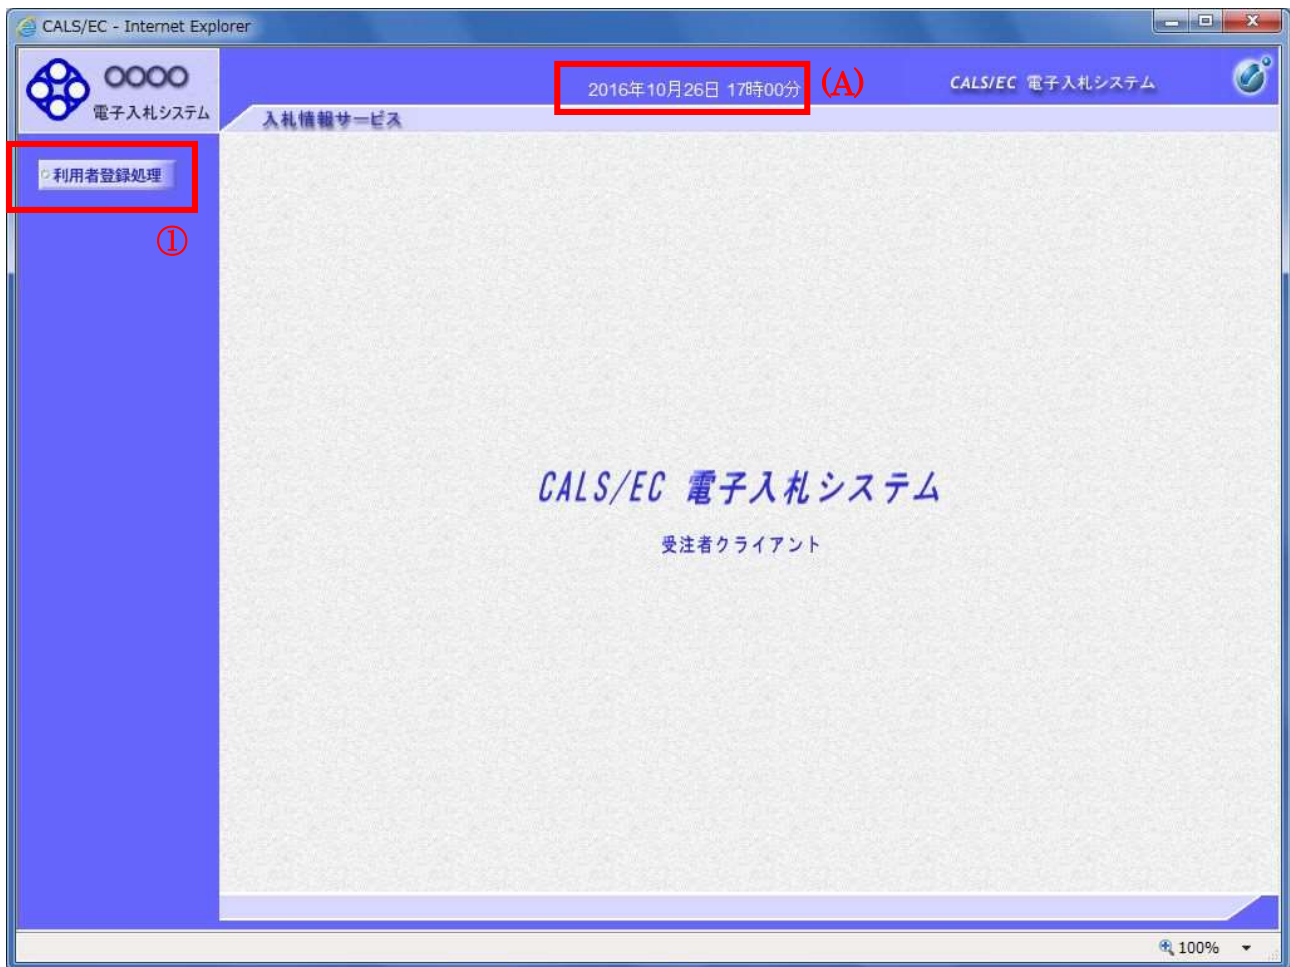 CALS/EC - Internet Explorer
〇〇〇〇
電子入札システム
2016年10月26日 17時00分
(A)
CALS/EC 電子入札システム
入札情報サービス
利用者登録処理
①
CALS/EC 電子入札システム
受注者クライアント
100%